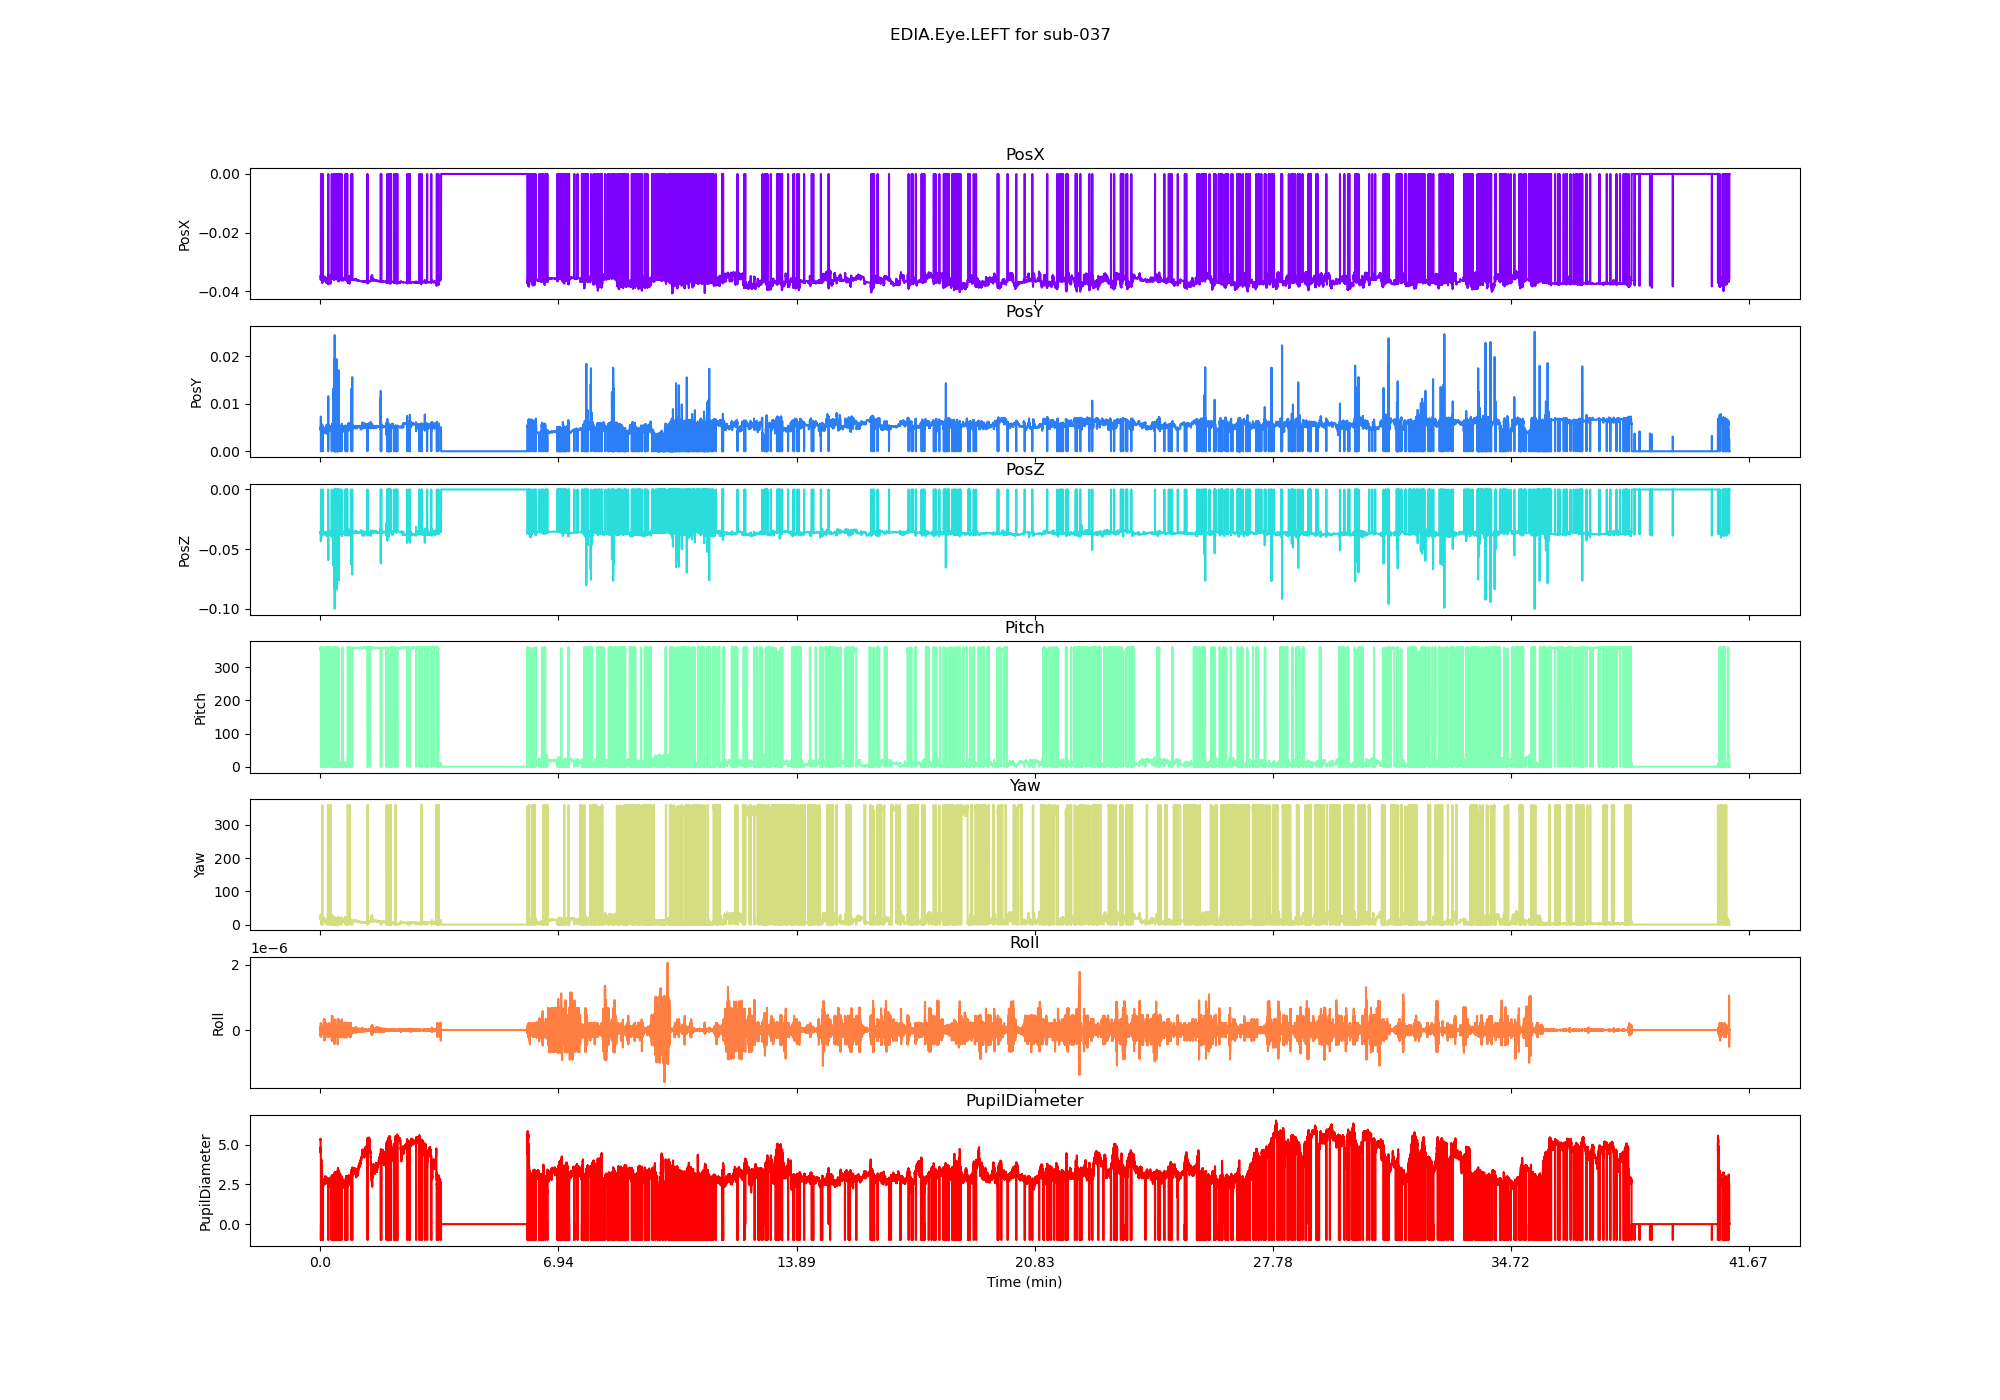 EDIA.Eye.LEFT for sub-037
PosX
0.00
−0.02
−0.04
PosX
PosY
0.02
0.01
0.00
PosY
PosZ
0.00
−0.05
−0.10
PosZ
Pitch
300
200
100
0
Pitch
Yaw
300
200
100
0
Yaw
1e−6
Roll
2
0
Roll
PupilDiameter
5.0
2.5
0.0
PupilDiameter
0.0 6.94 13.89 20.83 27.78 34.72 41.67
Time (min)